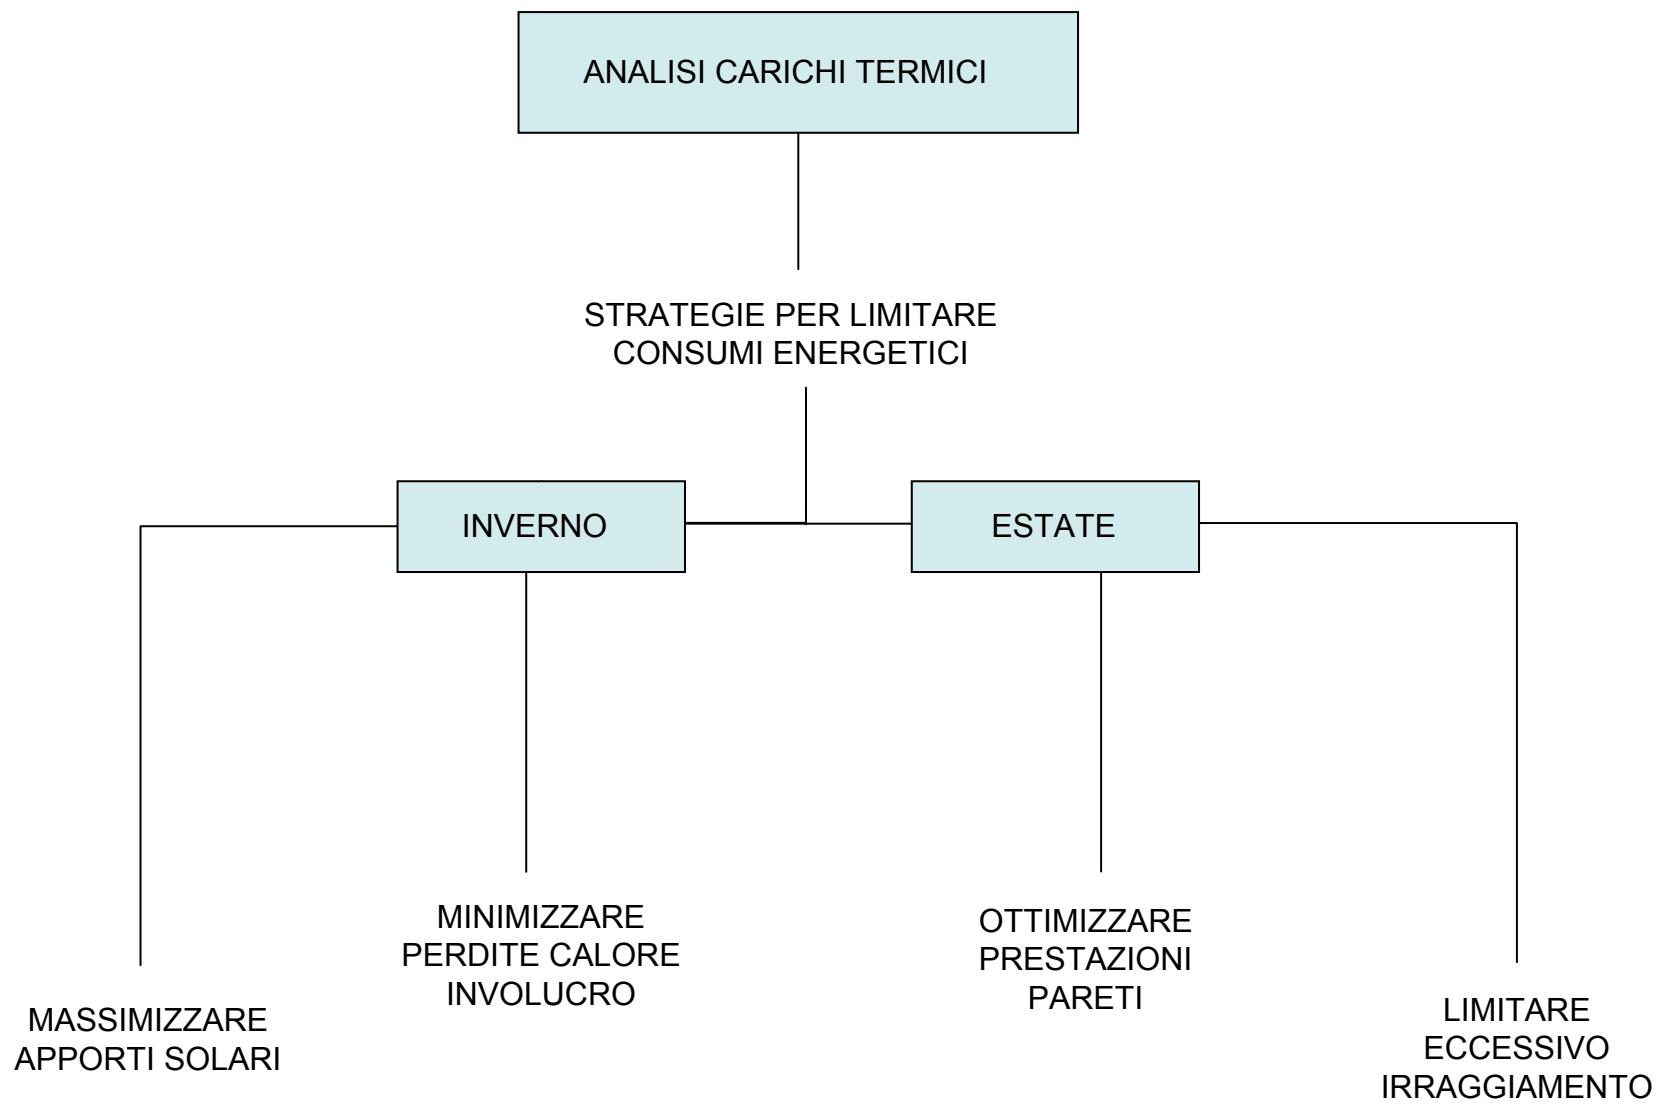 ANALISI CARICHI TERMICI
STRATEGIE PER LIMITARE
CONSUMI ENERGETICI
INVERNO
ESTATE
MASSIMIZZARE
APPORTI SOLARI
MINIMIZZARE
PERDITE CALORE
INVOLUCRO
OTTIMIZZARE
PRESTAZIONI
PARETI
LIMITARE
ECCESSIVO
IRRAGGIAMENTO